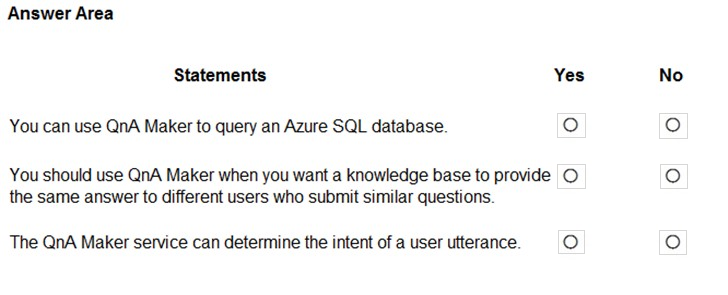 Answer Area
Statements Yes No
You can use QnA Maker to query an Azure SQL database.
You should use QnA Maker when you want a knowledge base to provide
the same answer to different users who submit similar questions.
The QnA Maker service can determine the intent of a user utterance.